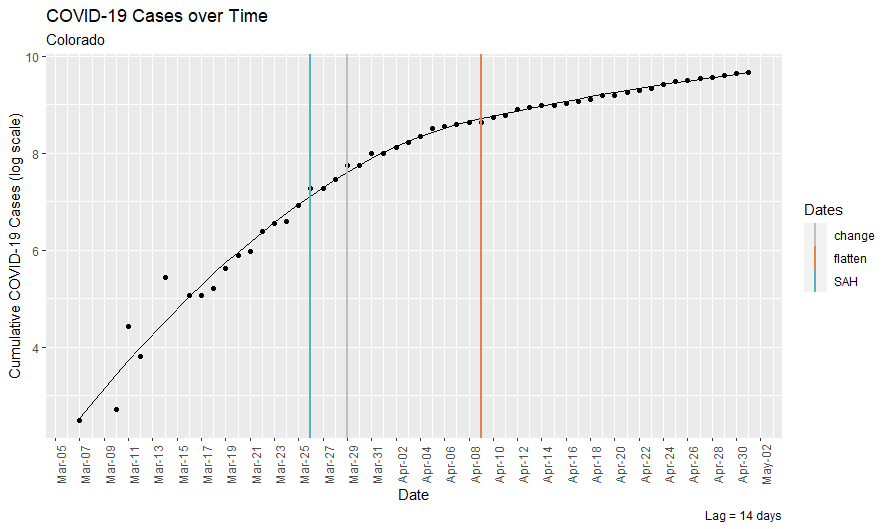 COVID-19 Cases over Time
Colorado
Cumulative COVID-19 Cases (log scale)
10
8
6
4
Mar-05
Mar-07
Mar-09
Mar-11
Mar-13
Mar-15
Mar-17
Mar-19
Mar-21
Mar-23
Mar-25
Mar-27
Mar-29
Mar-31
Apr-02
Apr-04
Apr-06
Apr-08
Apr-10
Apr-12
Apr-14
Apr-16
Apr-18
Apr-20
Apr-22
Apr-24
Apr-26
Apr-28
Apr-30
May-02
Date
Dates
change
flatten
SAH
Lag = 14 days